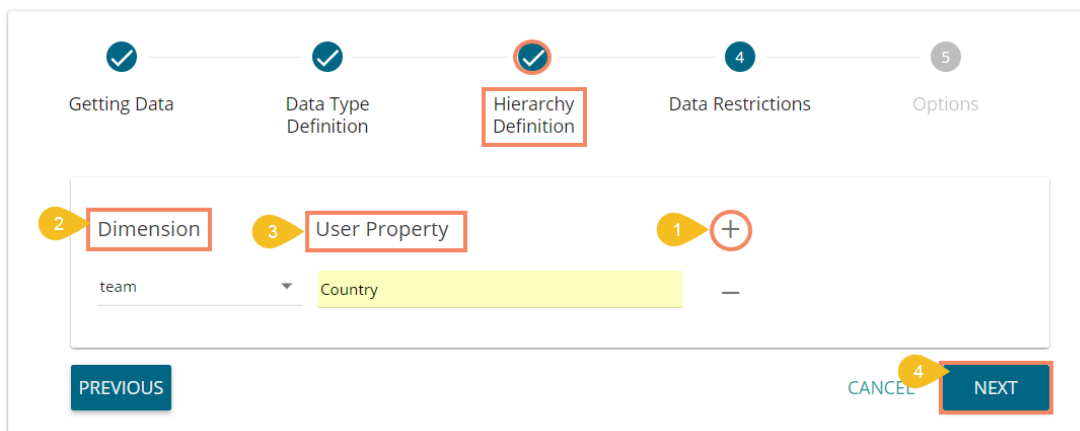 4
5
Getting Data
Data Type
Definition
Hierarchy
Definition
Data Restrictions
Options
2
Dimension
3
User Property
1
+
team
Country
–
PREVIOUS
CANCEL
4
NEXT